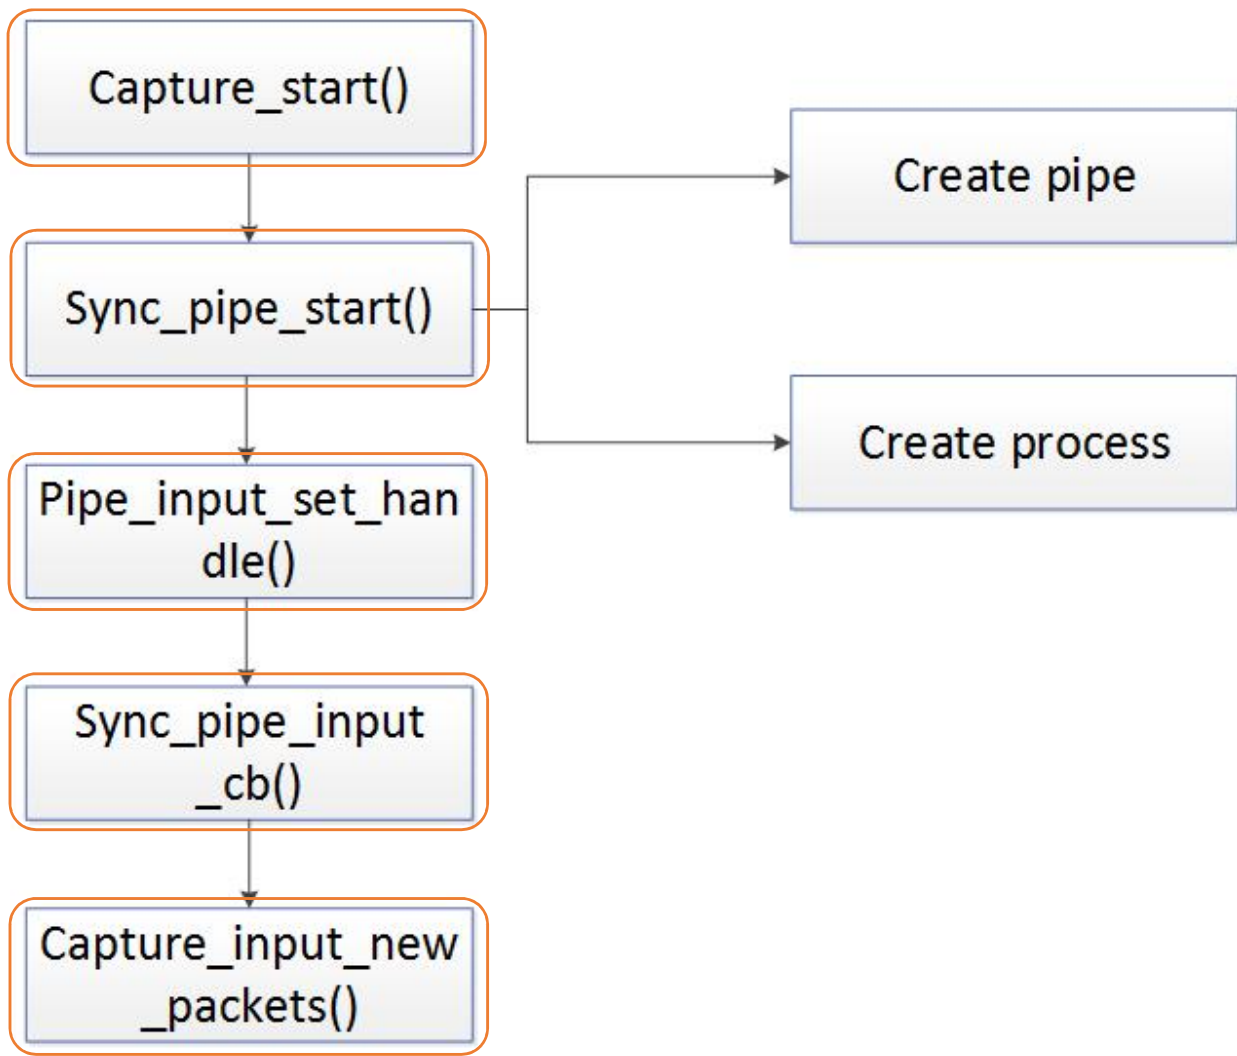 Capture_start()
Create pipe
Sync_pipe_start()
Create process
Pipe_input_set_han
dle()
Sync_pipe_input
_cb()
Capture_input_new
_packets()